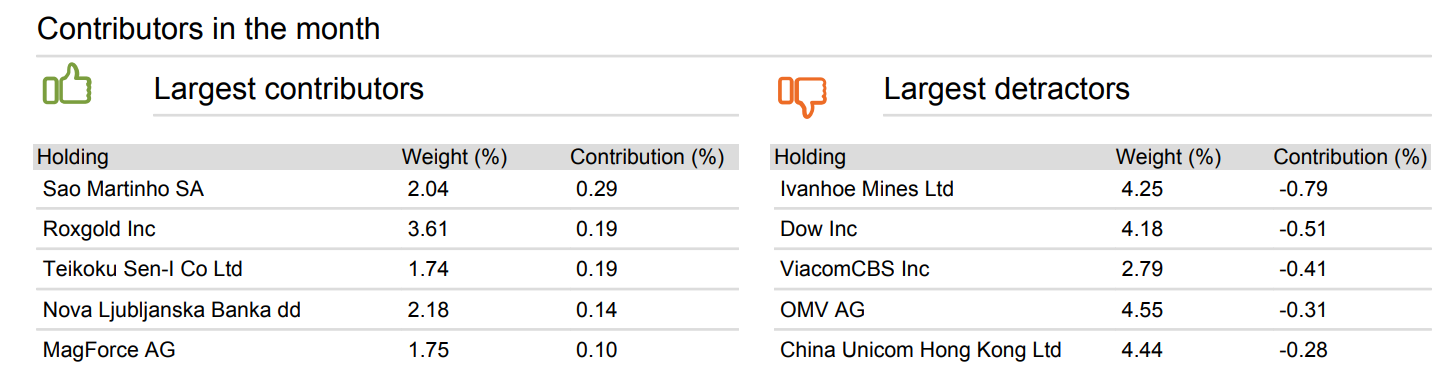 Contributors in the month
Largest contributors
Holding Weight (%) Contribution (%)
Sao Martinho SA 2.04 0.29
Roxgold Inc 3.61 0.19
Teikoku Sen-I Co Ltd 1.74 0.19
Nova Ljubljanska Banka dd 2.18 0.14
MagForce AG 1.75 0.10
Largest detractors
Holding Weight (%) Contribution (%)
Ivanhoe Mines Ltd 4.25 -0.79
Dow Inc 4.18 -0.51
ViacomCBS Inc 2.79 -0.41
OMV AG 4.55 -0.31
China Unicom Hong Kong Ltd 4.44 -0.28